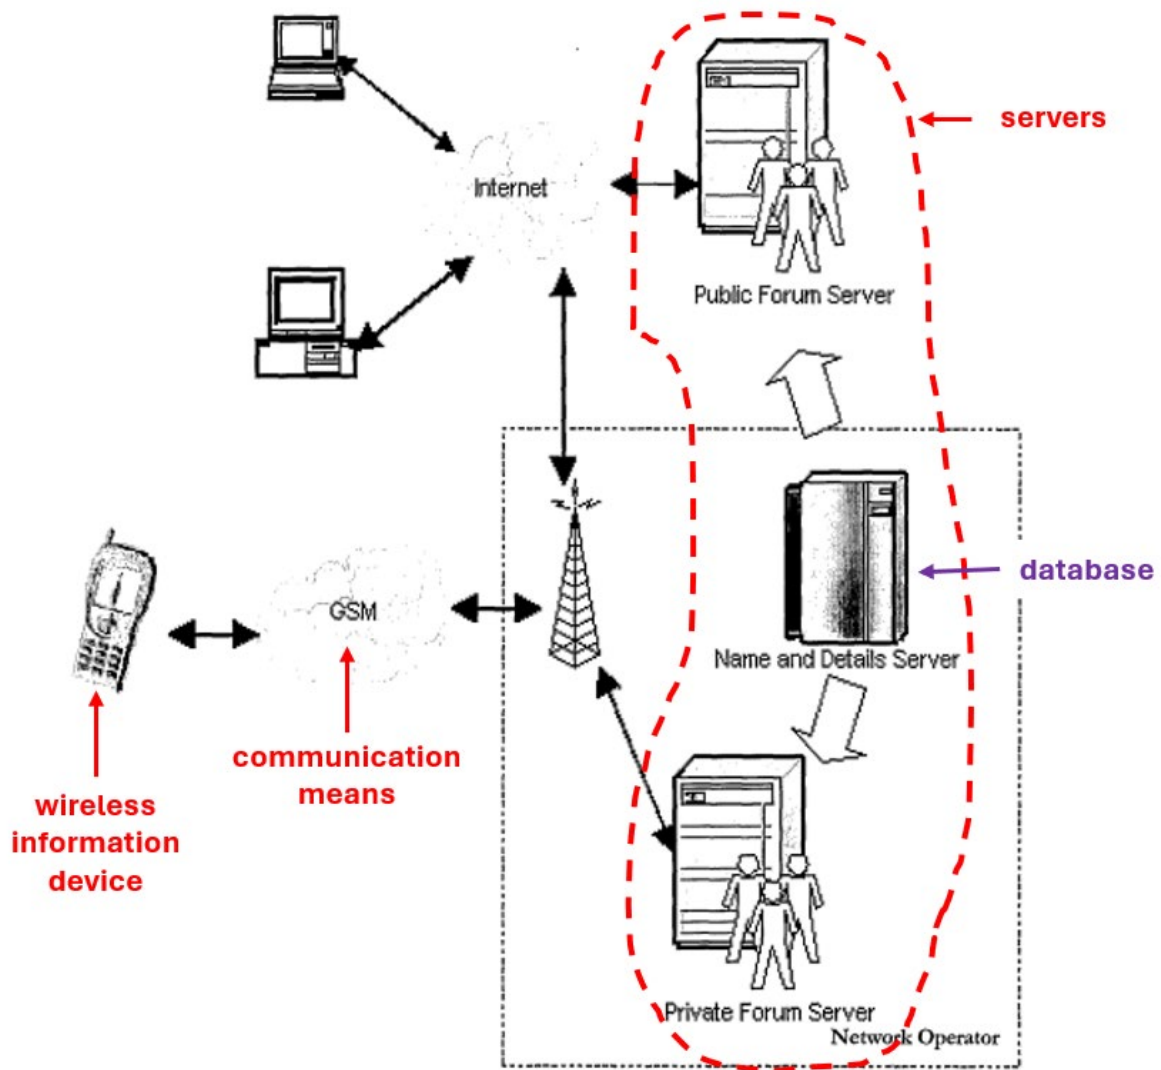 servers
Internet
Public Forum Server
database
GSM
Name and Details Server
communication
means
wireless
information
device
Private Forum Server
Network Operator